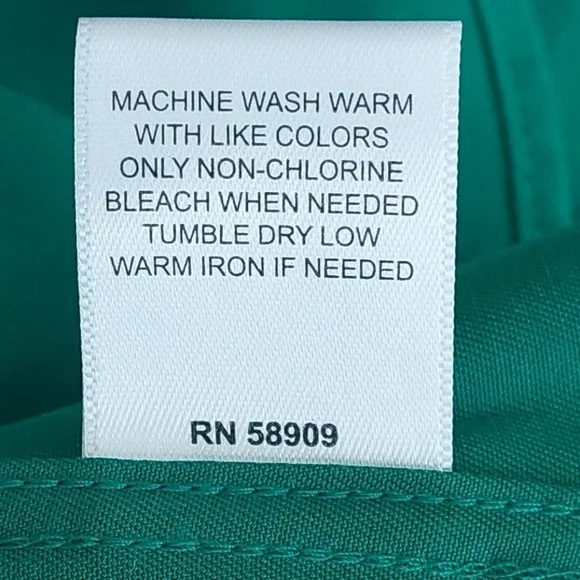 MACHINE WASH WARM
WITH LIKE COLORS
ONLY NON-CHLORINE
BLEACH WHEN NEEDED
TUMBLE DRY LOW
WARM IRON IF NEEDED
RN 58909